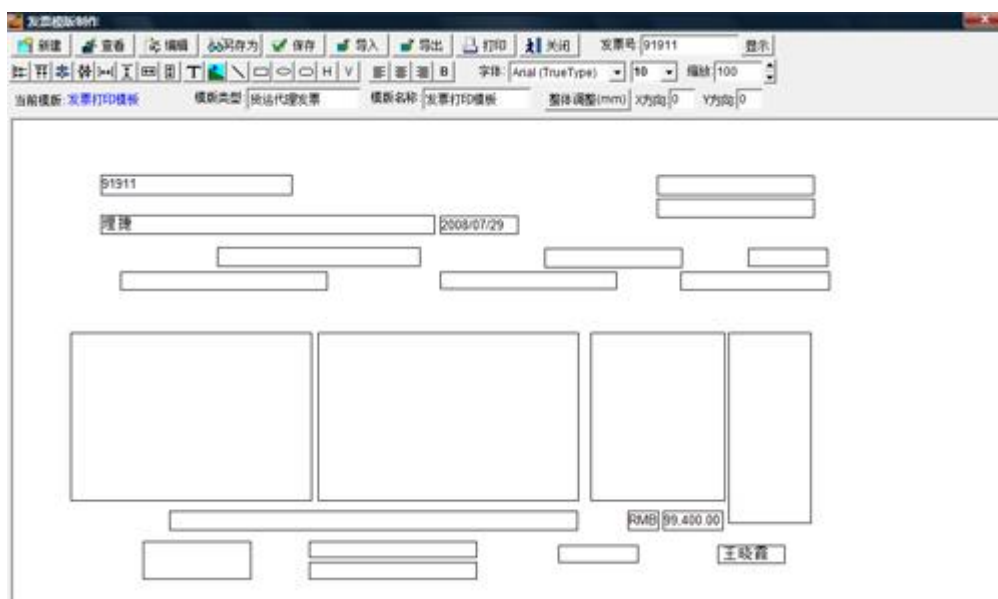 发票模版制作
新建 查看 编辑 另存为 保存 导入 导出 打印 关闭 发票号 91911 显示
T H V B 字体: Arial (TrueType) 10 缩放 100
当前模版: 发票打印模板 模版类型 货运代理发票 模版名称 发票打印模板 整体调整(mm) X方向 0 Y方向 0
91911
隆捷 2008/07/29
RMB 99,400.00
王晓霞